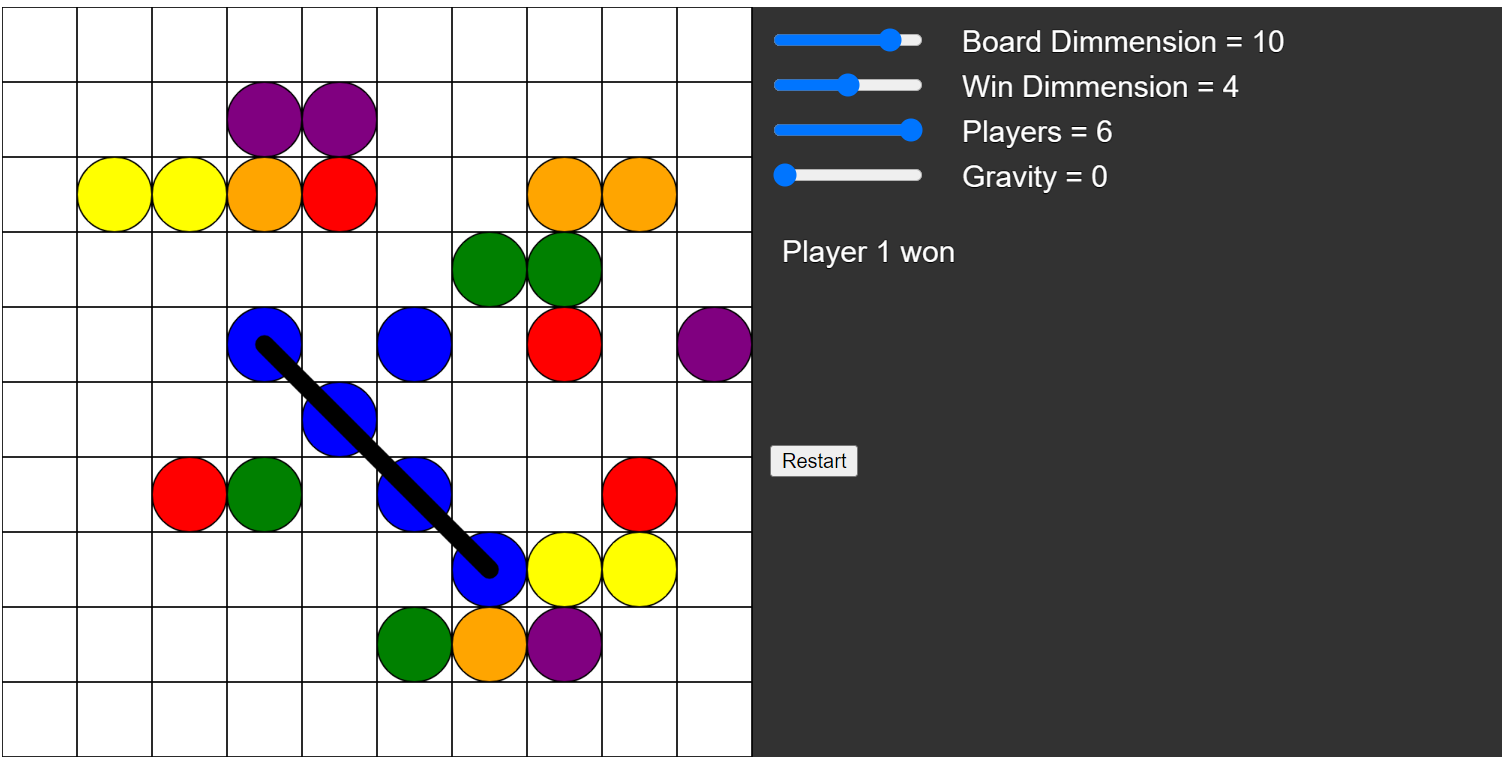 Board Dimmension = 10
Win Dimmension = 4
Players = 6
Gravity = 0
Player 1 won
Restart